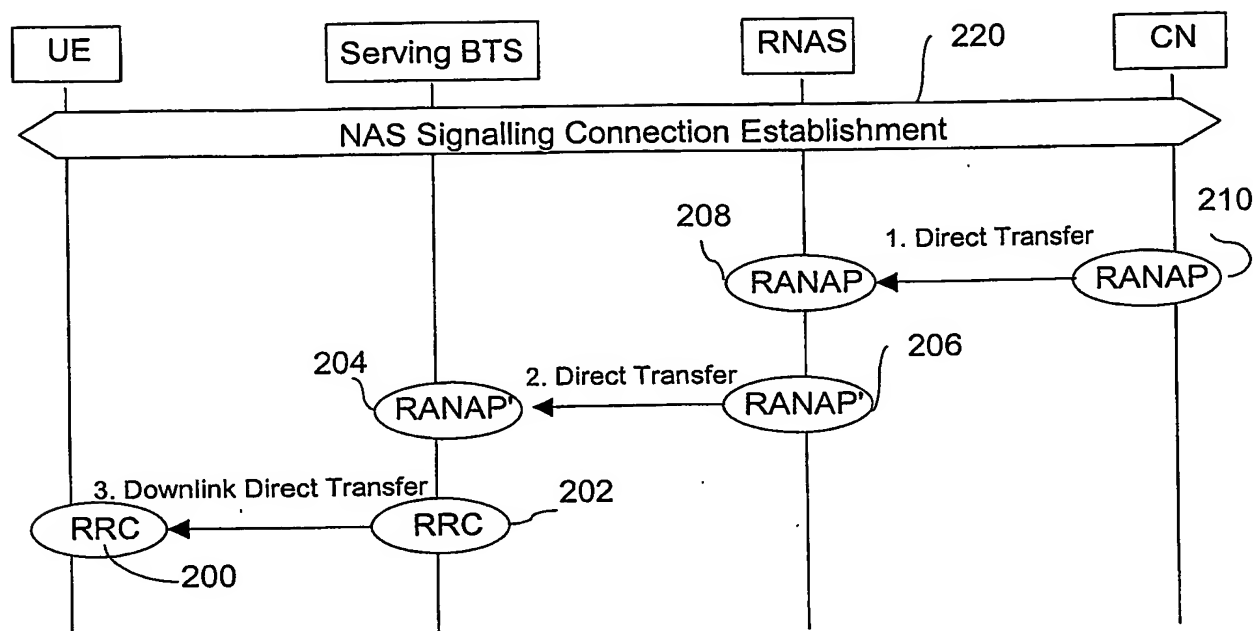 UE
Serving BTS
RNAS
220
CN
NAS Signalling Connection Establishment
210
208
1. Direct Transfer
RANAP
RANAP
206
204
2. Direct Transfer
RANAP'
RANAP'
3. Downlink Direct Transfer
202
RRC
RRC
200